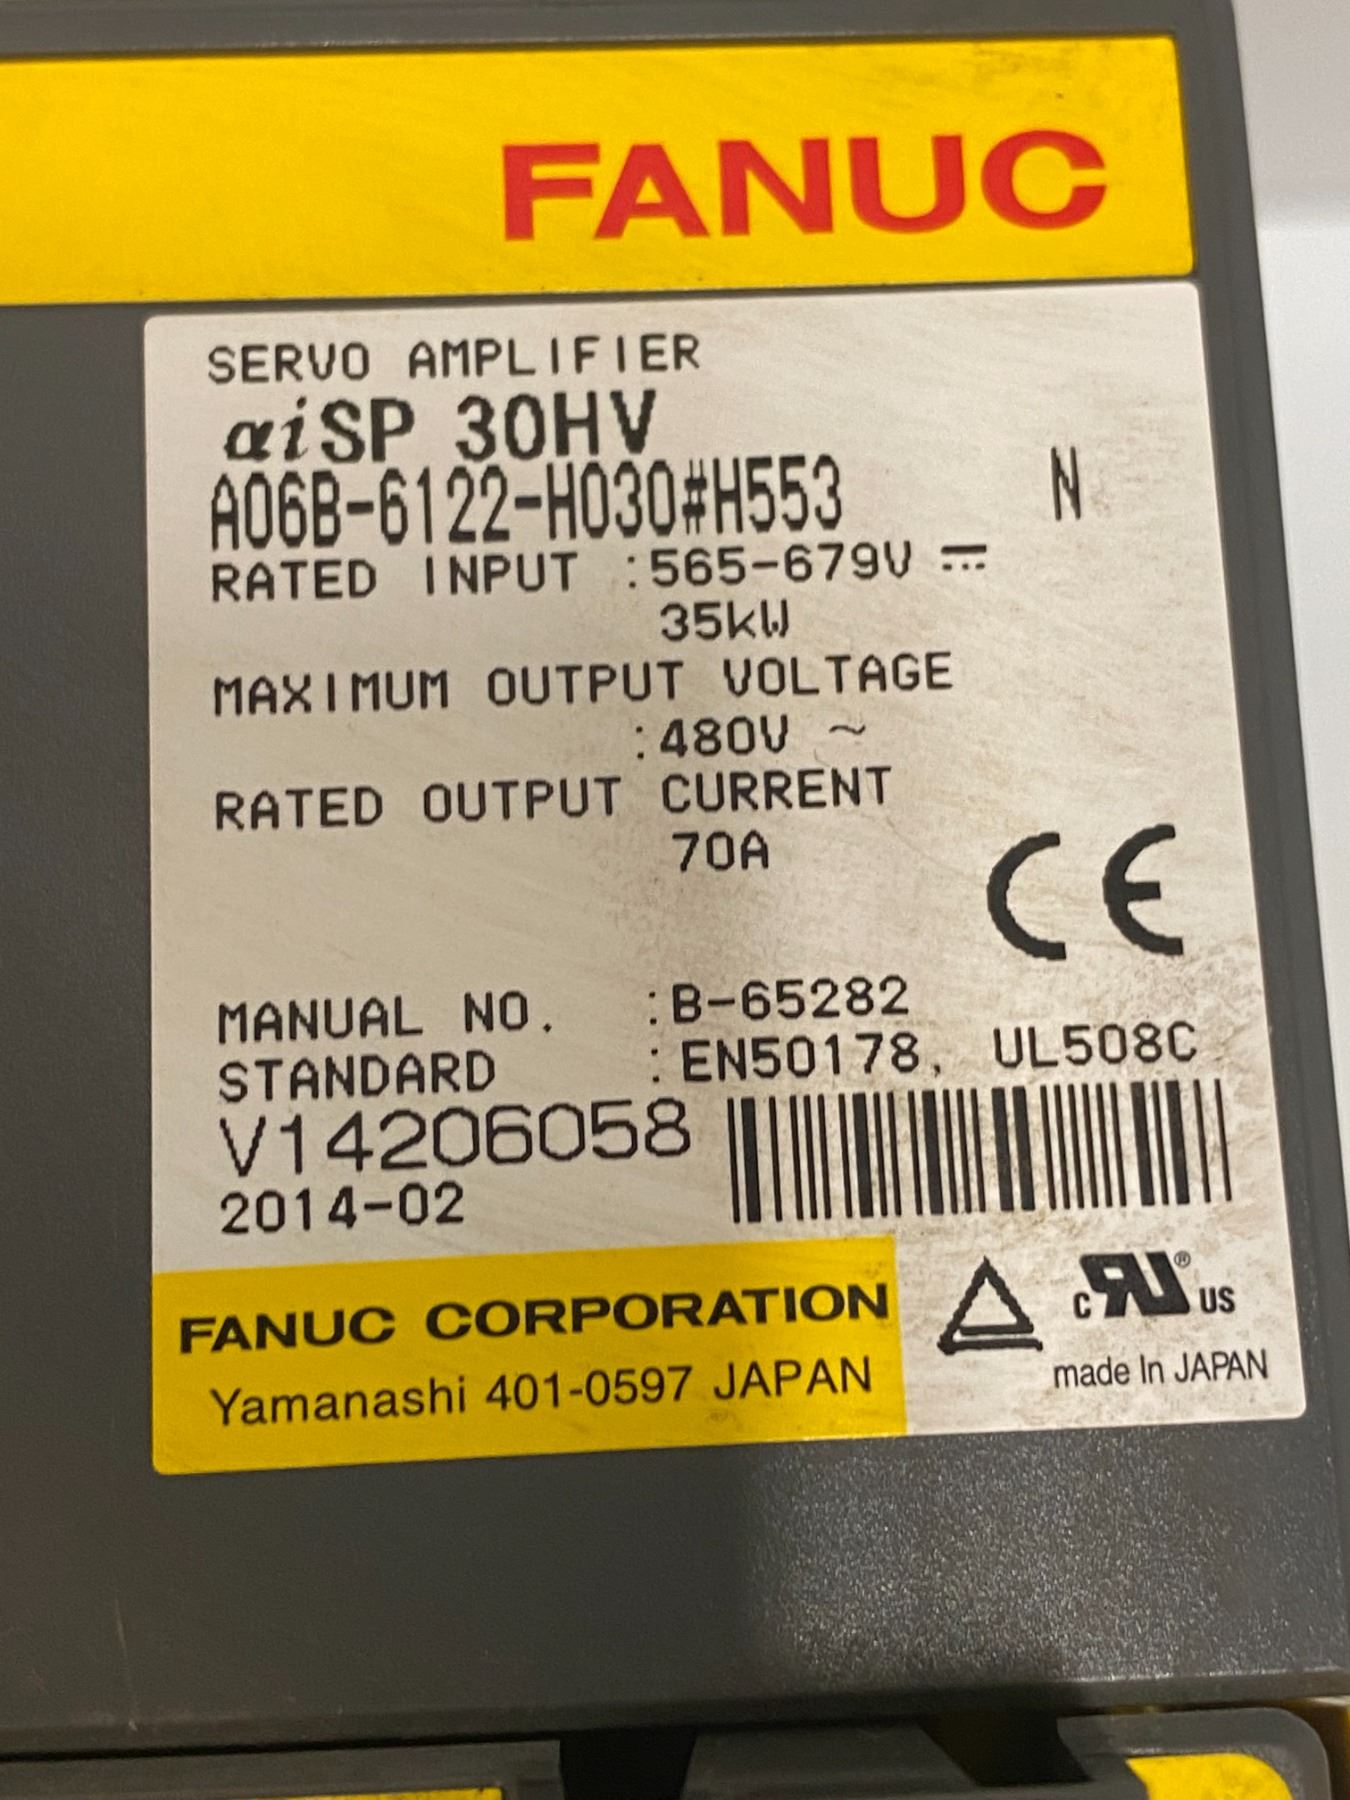 FANUC
SERVO AMPLIFIER
αiSP 30HV
A06B-6122-H030#H553 N
RATED INPUT :565-679V ⎓
35kW
MAXIMUM OUTPUT VOLTAGE
:480V ~
RATED OUTPUT CURRENT
70A
CE
MANUAL NO. :B-65282
STANDARD :EN50178, UL508C
V14206058
2014-02
FANUC CORPORATION
Yamanashi 401-0597 JAPAN
c RU ® US
made In JAPAN